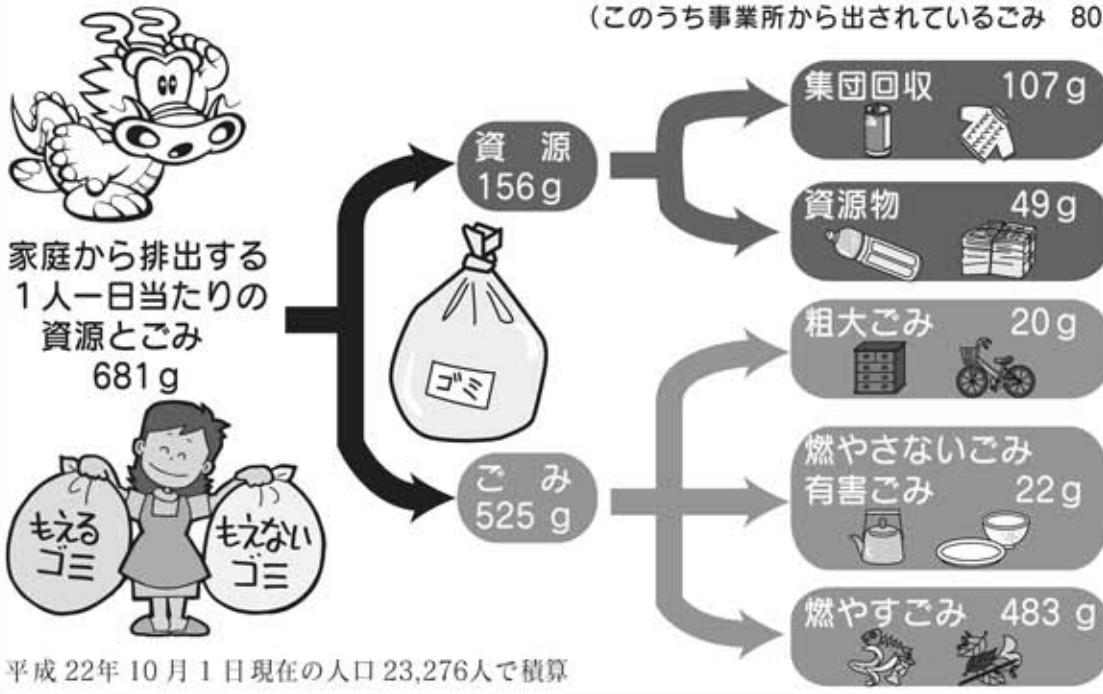 (このうち事業所から出されているごみ 80
家庭から排出する
1人一日当たりの
資源とごみ
681g
資 源
156g
ゴミ
ご み
525 g
もえる
ゴミ
もえない
ゴミ
集団回収 107g
資源物 49g
粗大ごみ 20g
燃やさないごみ
有害ごみ 22g
燃やすごみ 483 g
平成 22年 10 月 1 日現在の人口 23,276人で積算